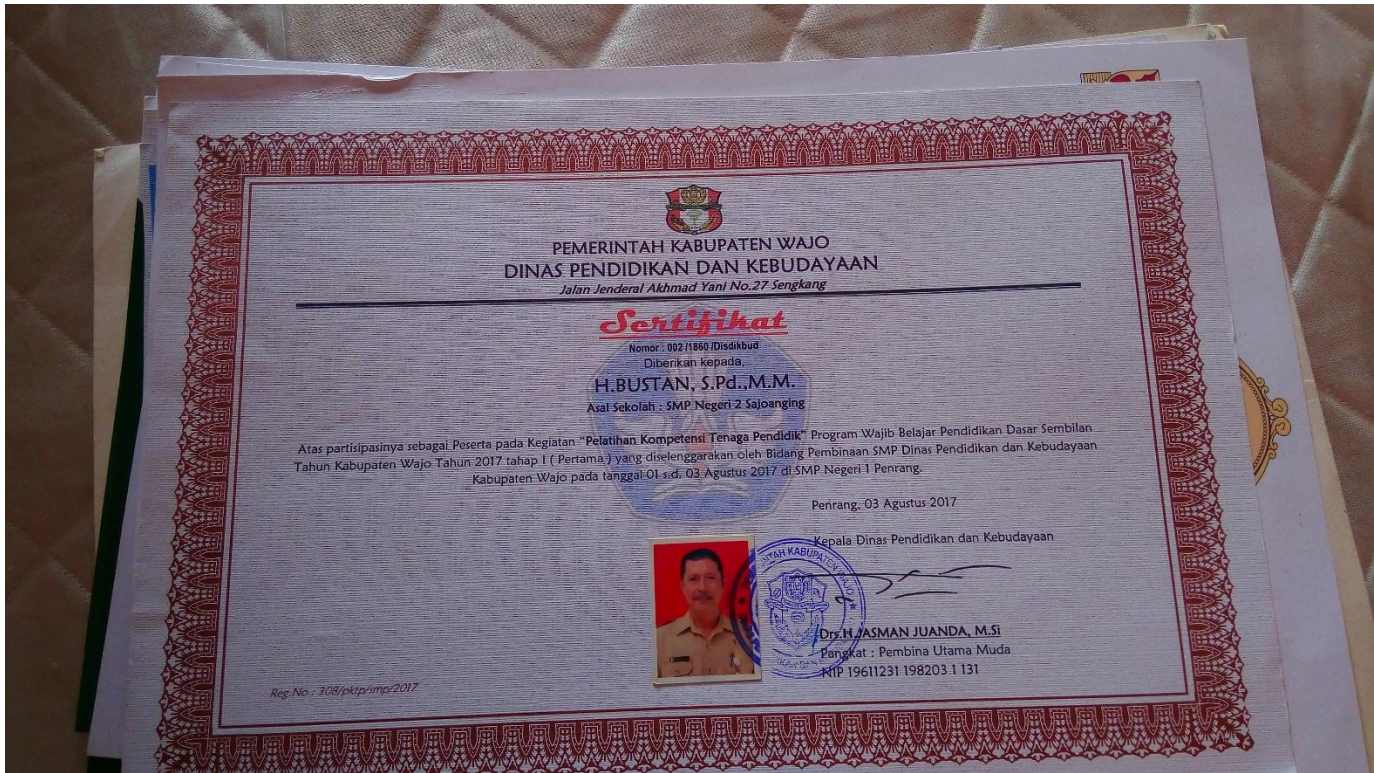 PEMERINTAH KABUPATEN WAJO
DINAS PENDIDIKAN DAN KEBUDAYAAN
Jalan Jenderal Akhmad Yani No.27 Sengkang
Sertifikat
Nomor : 002 /1860 /Disdikbud
Diberikan kepada,
H.BUSTAN, S.Pd.,M.M.
Asal Sekolah : SMP Negeri 2 Sajoanging
Atas partisipasinya sebagai Peserta pada Kegiatan "Pelatihan Kompetensi Tenaga Pendidik" Program Wajib Belajar Pendidikan Dasar Sembilan
Tahun Kabupaten Wajo Tahun 2017 tahap I ( Pertama ) yang diselenggarakan oleh Bidang Pembinaan SMP Dinas Pendidikan dan Kebudayaan
Kabupaten Wajo pada tanggal 01 s.d. 03 Agustus 2017 di SMP Negeri 1 Penrang.
Penrang, 03 Agustus 2017
Kepala Dinas Pendidikan dan Kebudayaan
KABUPATEN WAJO
Drs.H.JASMAN JUANDA, M.Si
Pangkat : Pembina Utama Muda
NIP 19611231 198203 1 131
Reg.No : 308/pktp/smp/2017